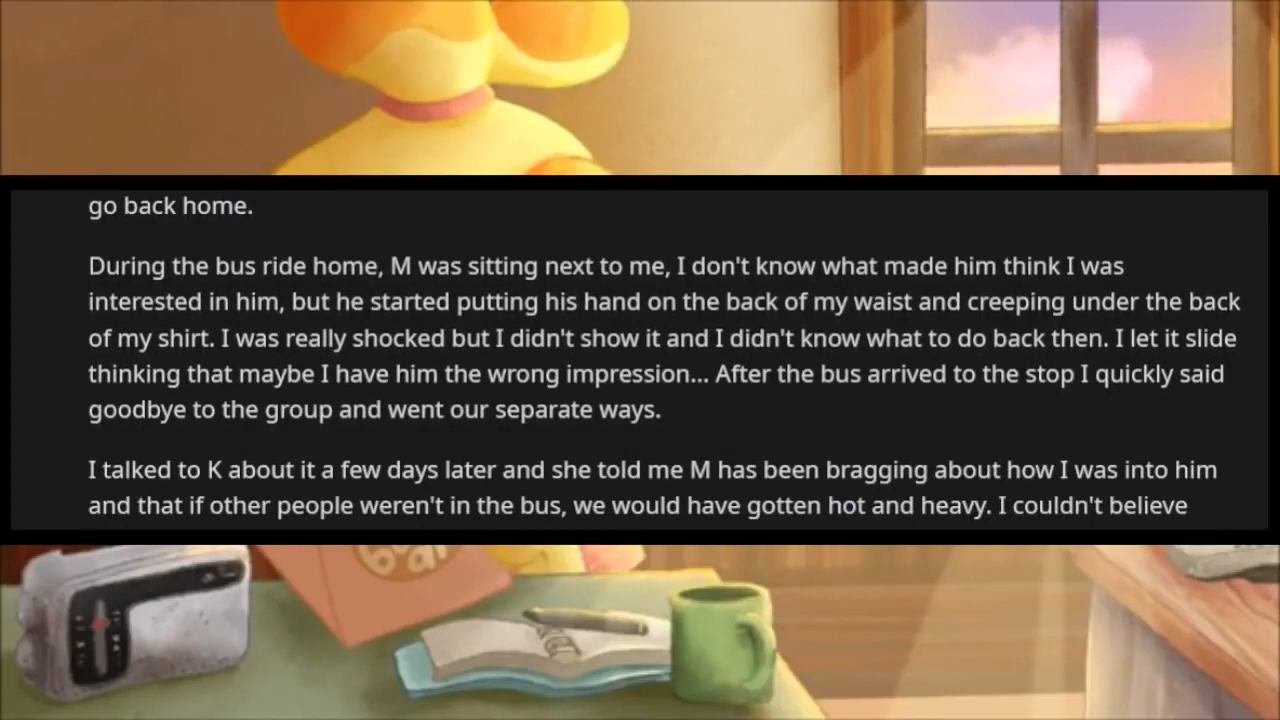 go back home.
During the bus ride home, M was sitting next to me, I don't know what made him think I was
interested in him, but he started putting his hand on the back of my waist and creeping under the back
of my shirt. I was really shocked but I didn't show it and I didn't know what to do back then. I let it slide
thinking that maybe I have him the wrong impression... After the bus arrived to the stop I quickly said
goodbye to the group and went our separate ways.
I talked to K about it a few days later and she told me M has been bragging about how I was into him
and that if other people weren't in the bus, we would have gotten hot and heavy. I couldn't believe